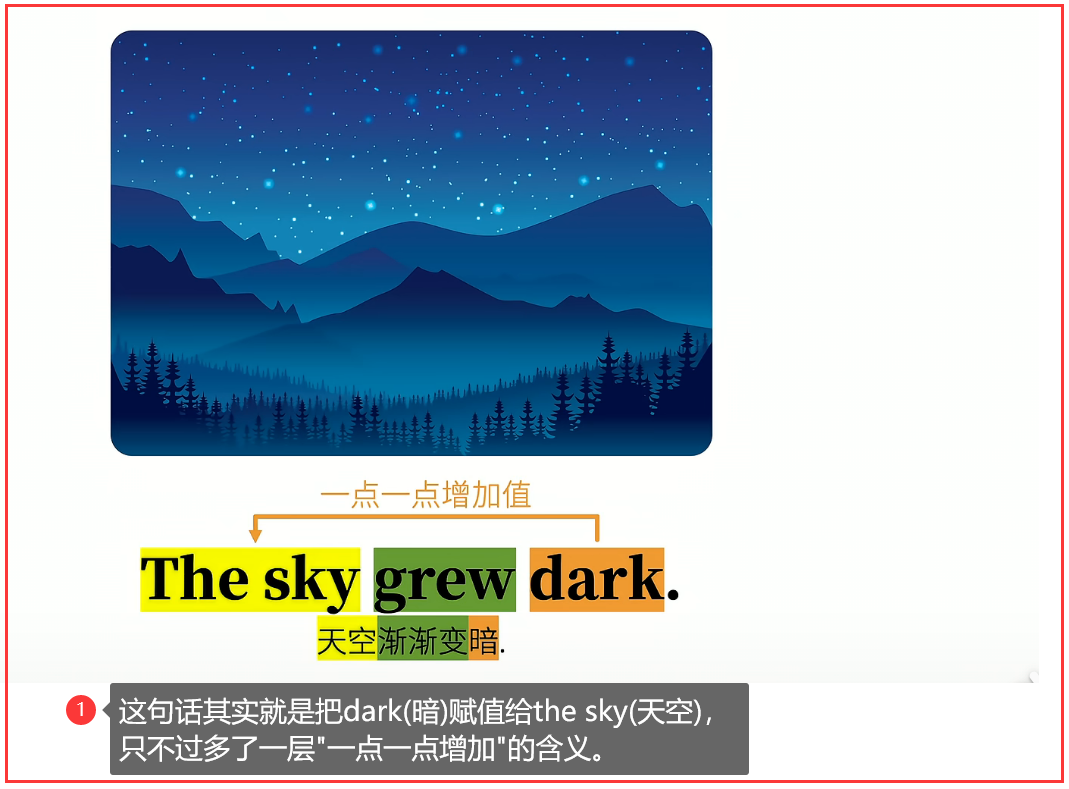 一点一点增加值
The sky grew dark.
天空渐渐变暗.
1
这句话其实就是把dark(暗)赋值给the sky(天空)，
只不过多了一层"一点一点增加"的含义。